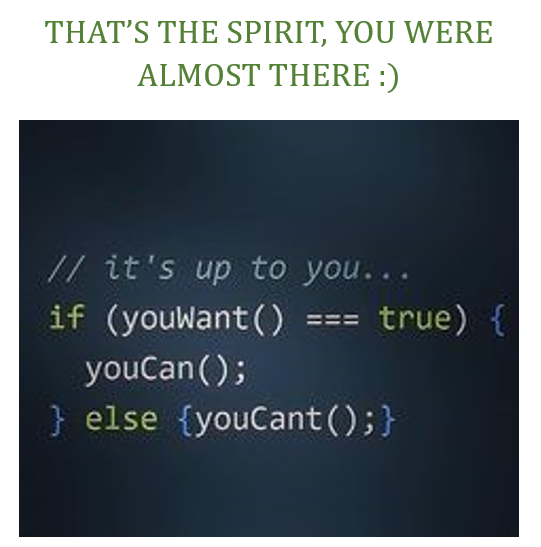 THAT’S THE SPIRIT, YOU WERE
ALMOST THERE :)
// it's up to you...
if (youWant() === true) {
youCan();
} else {youCant();}